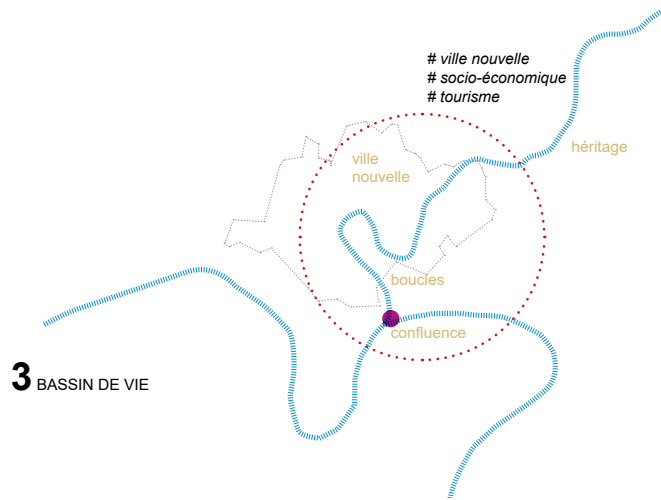 # ville nouvelle
# socio-économique
# tourisme
héritage
ville
nouvelle
boucles
confluence
3 BASSIN DE VIE